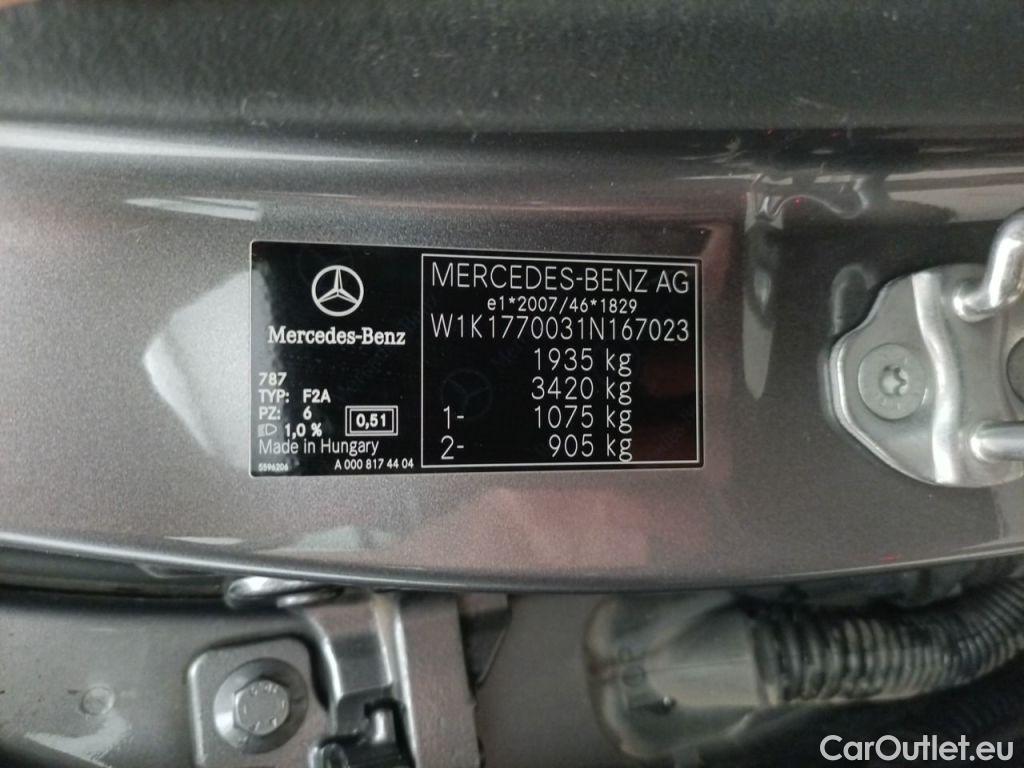 Mercedes-Benz
787
TYP: F2A
PZ: 6
1,0 %
0,51
Made in Hungary
5596206
A 000 817 44 04
MERCEDES-BENZ AG
e1*2007/46*1829
W1K1770031N167023
1935 kg
3420 kg
1- 1075 kg
2- 905 kg
CarOutlet.eu